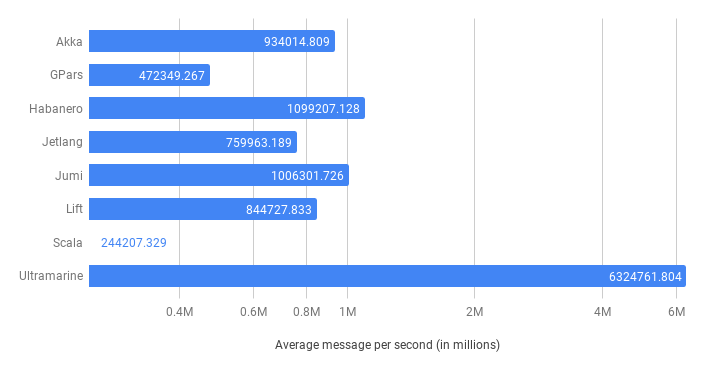 Akka 934014.809
GPars 472349.267
Habanero 1099207.128
Jetlang 759963.189
Jumi 1006301.726
Lift 844727.833
Scala 244207.329
Ultramarine 6324761.804
0.4M 0.6M 0.8M 1M 2M 4M 6M
Average message per second (in millions)